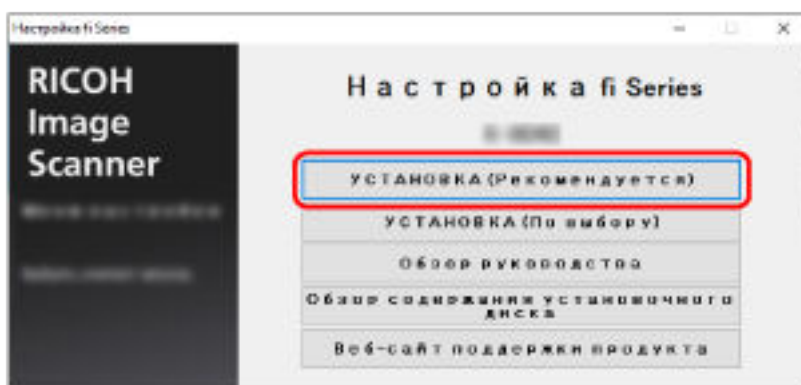 Настройка fi Series
RICOH
Image
Scanner
Настройка fi Series
УСТАНОВКА (Рекомендуется)
УСТАНОВКА (По выбору)
Обзор руководства
Обзор содержания установочного
диска
Веб-сайт поддержки продукта